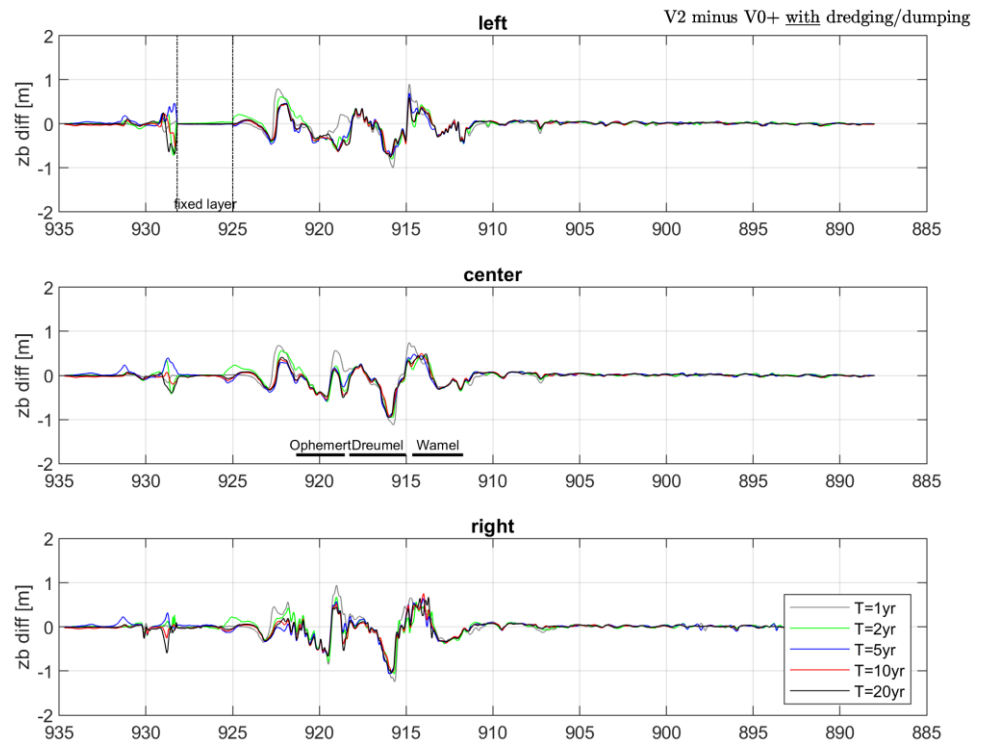 V2 minus V0+ with dredging/dumping
left
zb diff [m]
2
1
0
-1
-2
fixed layer
935 930 925 920 915 910 905 900 895 890 885
center
zb diff [m]
2
1
0
-1
-2
Ophemert Dreumel Wamel
935 930 925 920 915 910 905 900 895 890 885
right
zb diff [m]
2
1
0
-1
-2
T=1yr
T=2yr
T=5yr
T=10yr
T=20yr
935 930 925 920 915 910 905 900 895 890 885